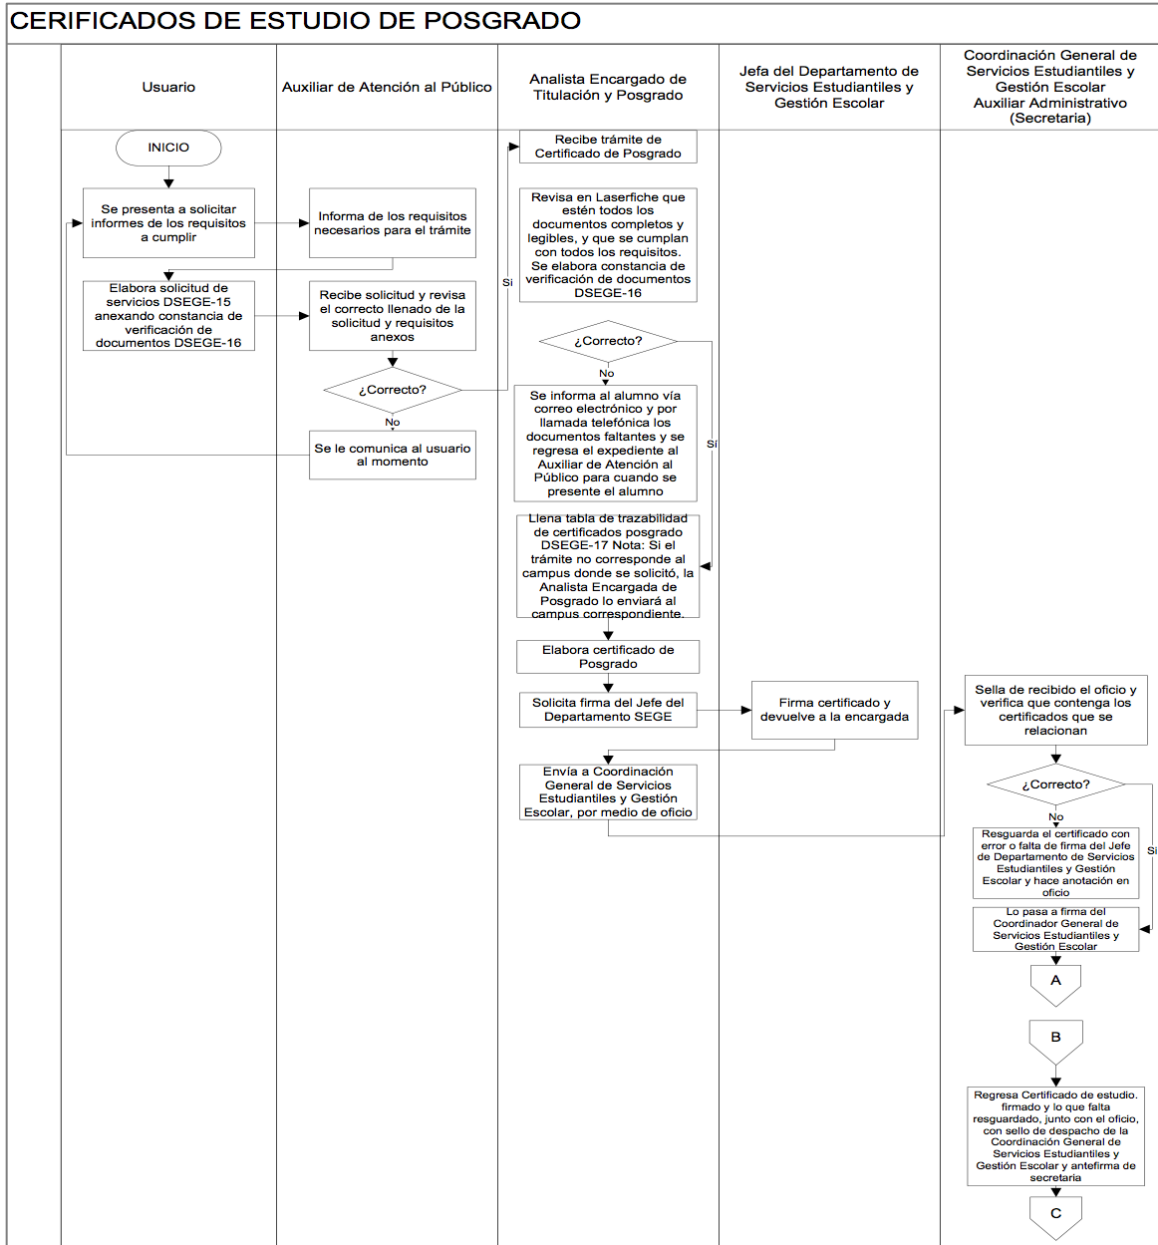 CERIFICADOS DE ESTUDIO DE POSGRADO
Usuario
Auxiliar de Atención al Público
Analista Encargado de
Titulación y Posgrado
Jefa del Departamento de
Servicios Estudiantiles y
Gestión Escolar
Coordinación General de
Servicios Estudiantiles y
Gestión Escolar
Auxiliar Administrativo
(Secretaria)
INICIO
Se presenta a solicitar
informes de los requisitos
a cumplir
Informa de los requisitos
necesarios para el trámite
Elabora solicitud de
servicios DSEGE-15
anexando constancia de
verificación de
documentos DSEGE-16
Recibe solicitud y revisa
el correcto llenado de la
solicitud y requisitos
anexos
¿Correcto?
Si
No
Se le comunica al usuario
al momento
Recibe trámite de
Certificado de Posgrado
Revisa en Laserfiche que
estén todos los
documentos completos y
legibles, y que se cumplan
con todos los requisitos.
Se elabora constancia de
verificación de documentos
DSEGE-16
¿Correcto?
No
Sí
Se informa al alumno vía
correo electrónico y por
llamada telefónica los
documentos faltantes y se
regresa el expediente al
Auxiliar de Atención al
Público para cuando se
presente el alumno
Llena tabla de trazabilidad
de certificados posgrado
DSEGE-17 Nota: Si el
trámite no corresponde al
campus donde se solicitó, la
Analista Encargada de
Posgrado lo enviará al
campus correspondiente.
Elabora certificado de
Posgrado
Solicita firma del Jefe del
Departamento SEGE
Firma certificado y
devuelve a la encargada
Envía a Coordinación
General de Servicios
Estudiantiles y Gestión
Escolar, por medio de oficio
Sella de recibido el oficio y
verifica que contenga los
certificados que se
relacionan
¿Correcto?
No
Si
Resguarda el certificado con
error o falta de firma del Jefe
de Departamento de Servicios
Estudiantiles y Gestión
Escolar y hace anotación en
oficio
Lo pasa a firma del
Coordinador General de
Servicios Estudiantiles y
Gestión Escolar
A
B
Regresa Certificado de estudio.
firmado y lo que falta
resguardado, junto con el oficio,
con sello de despacho de la
Coordinación General de
Servicios Estudiantiles y
Gestión Escolar y antefirma de
secretaria
C